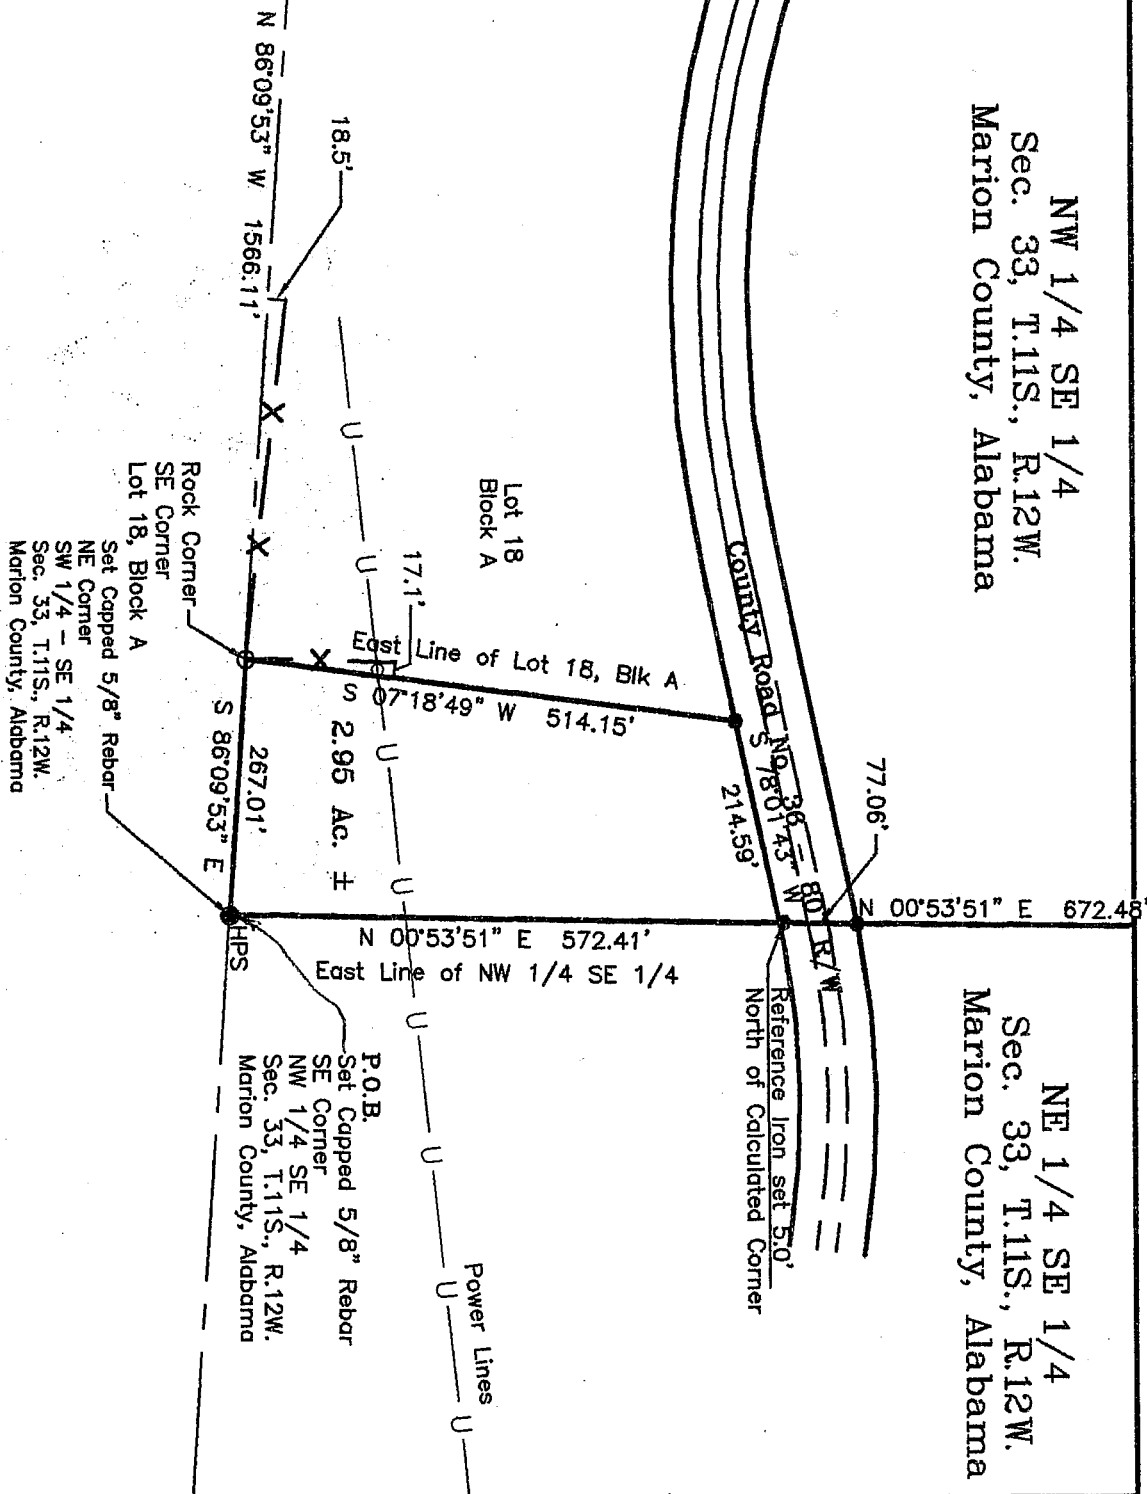 NW 1/4 SE 1/4
Sec. 33, T.11S., R.12W.
Marion County, Alabama
NE 1/4 SE 1/4
Sec. 33, T.11S., R.12W.
Marion County, Alabama
N 00°53'51" E 672.48'
77.06'
County Road No. 36 - 80' R/W
S 78°01'43" W
214.59'
Reference Iron set 5.0'
North of Calculated Corner
Lot 18
Block A
East Line of Lot 18, Blk A
S 07°18'49" W 514.15'
17.1'
2.95 Ac. ±
N 00°53'51" E 572.41'
East Line of NW 1/4 SE 1/4
U
U
U
U
U
U
U
U
Power Lines
18.5'
N 86°09'53" W 1566.11'
X
X
X
267.01'
S 86°09'53" E
HPS
P.O.B.
Set Capped 5/8" Rebar
SE Corner
NW 1/4 SE 1/4
Sec. 33, T.11S., R.12W.
Marion County, Alabama
Rock Corner
SE Corner
Lot 18, Block A
Set Capped 5/8" Rebar
NE Corner
SW 1/4 - SE 1/4
Sec. 33, T.11S., R.12W.
Marion County, Alabama